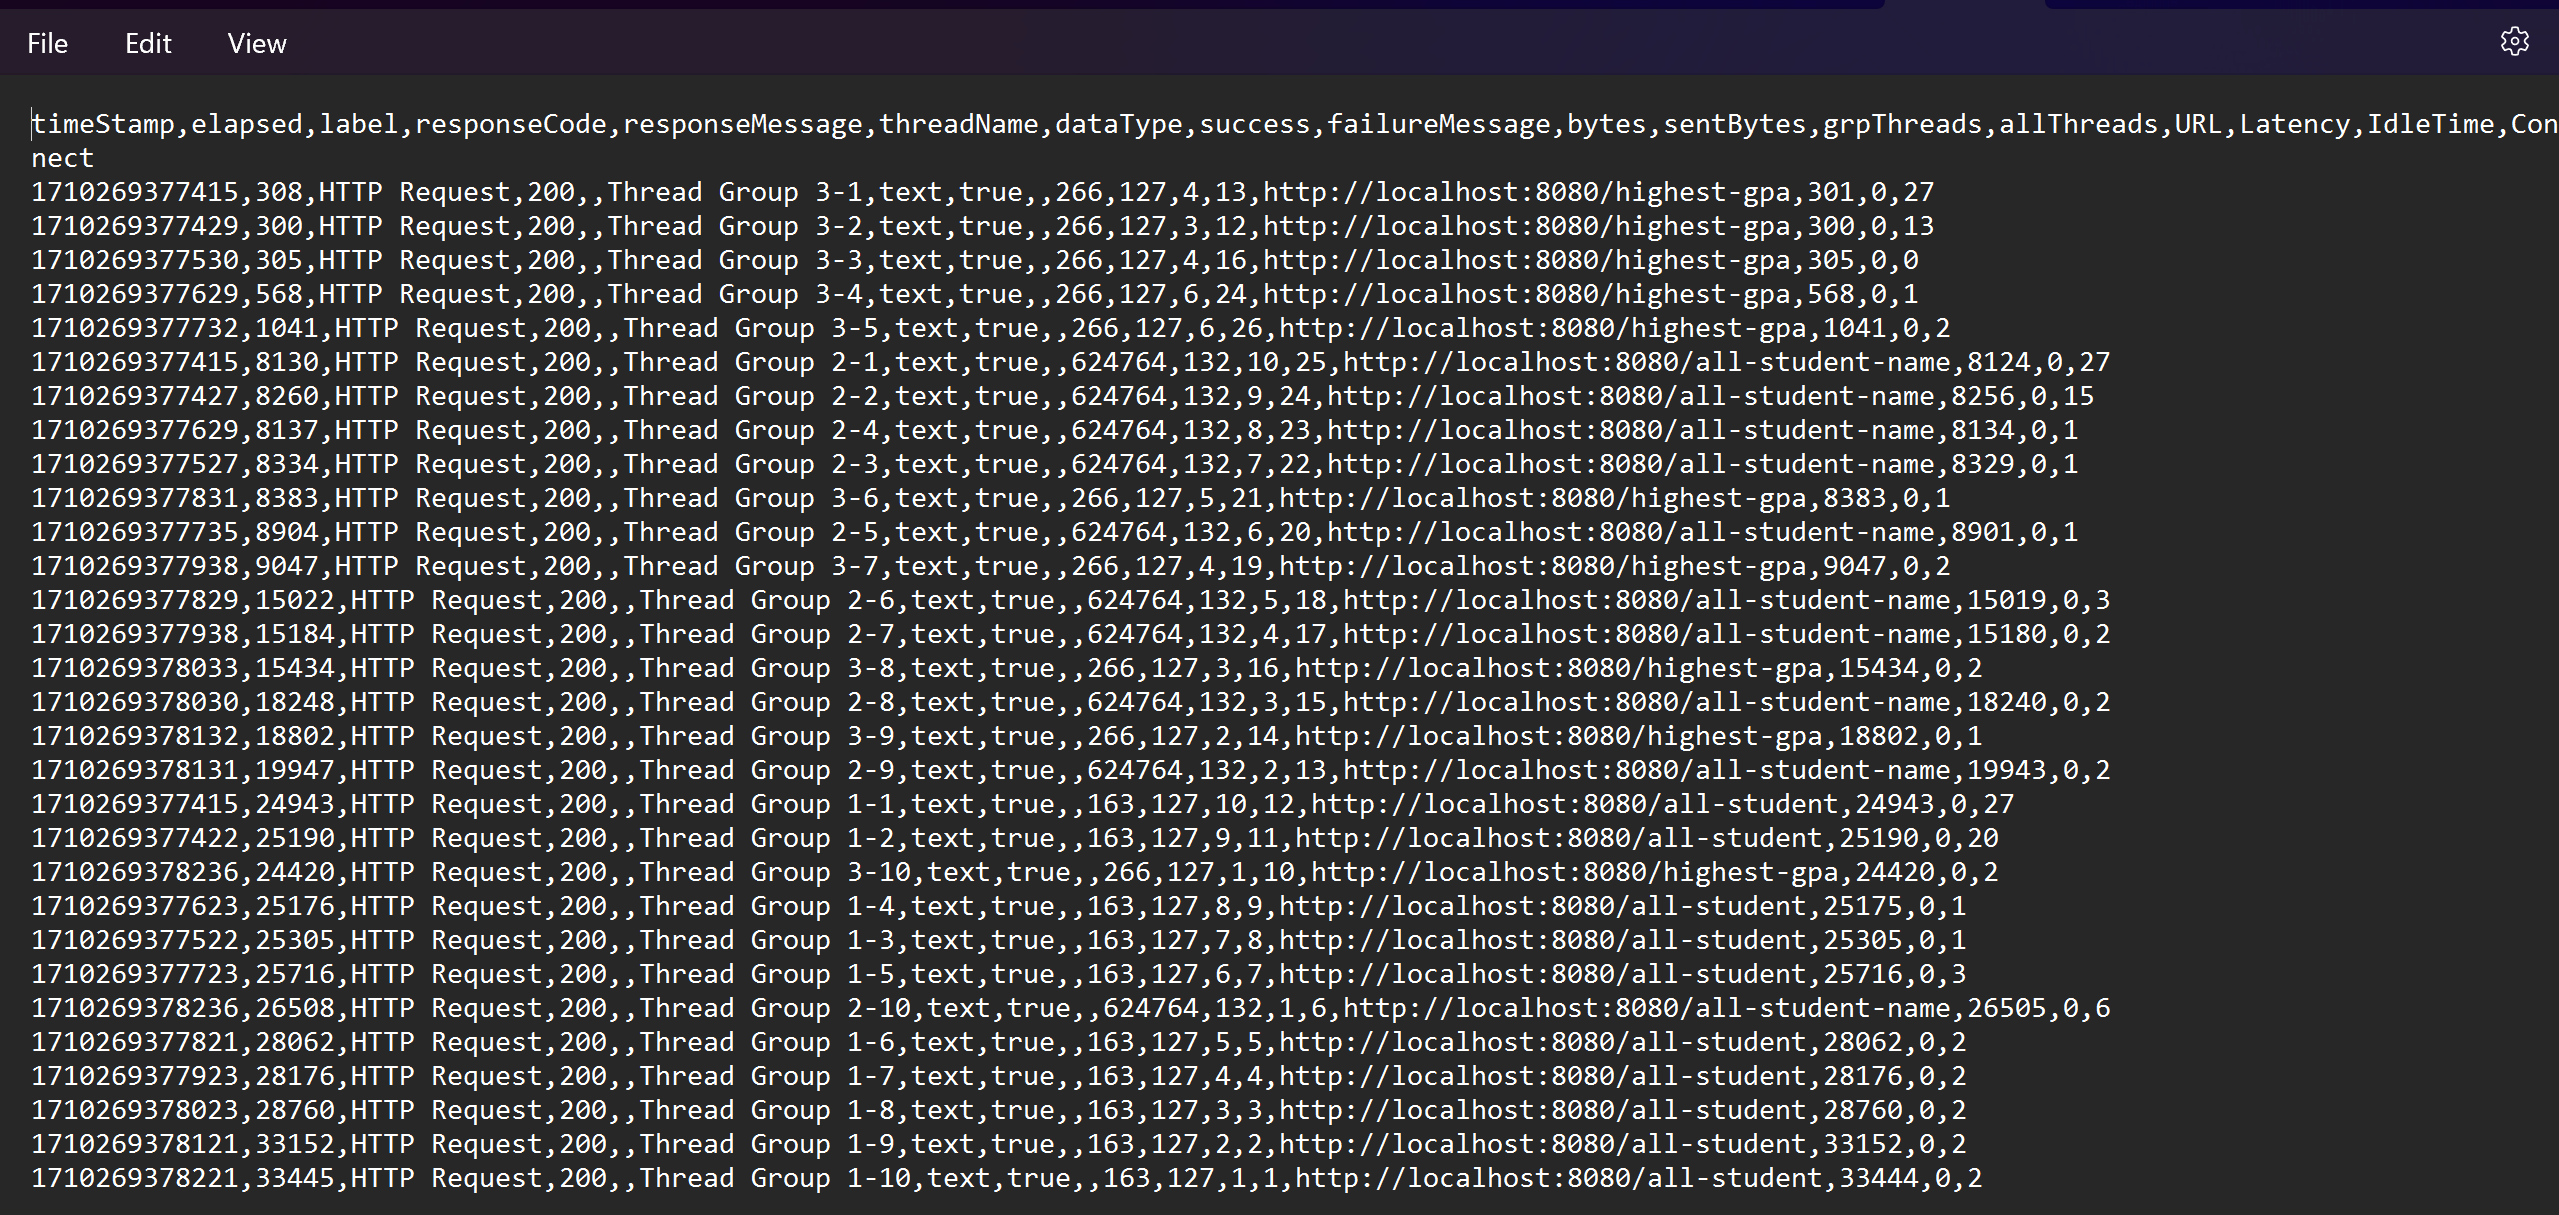 File Edit View
timeStamp,elapsed,label,responseCode,responseMessage,threadName,dataType,success,failureMessage,bytes,sentBytes,grpThreads,allThreads,URL,Latency,IdleTime,Con
nect
1710269377415,308,HTTP Request,200,,Thread Group 3-1,text,true,,266,127,4,13,http://localhost:8080/highest-gpa,301,0,27
1710269377429,300,HTTP Request,200,,Thread Group 3-2,text,true,,266,127,3,12,http://localhost:8080/highest-gpa,300,0,13
1710269377530,305,HTTP Request,200,,Thread Group 3-3,text,true,,266,127,4,16,http://localhost:8080/highest-gpa,305,0,0
1710269377629,568,HTTP Request,200,,Thread Group 3-4,text,true,,266,127,6,24,http://localhost:8080/highest-gpa,568,0,1
1710269377732,1041,HTTP Request,200,,Thread Group 3-5,text,true,,266,127,6,26,http://localhost:8080/highest-gpa,1041,0,2
1710269377415,8130,HTTP Request,200,,Thread Group 2-1,text,true,,624764,132,10,25,http://localhost:8080/all-student-name,8124,0,27
1710269377427,8260,HTTP Request,200,,Thread Group 2-2,text,true,,624764,132,9,24,http://localhost:8080/all-student-name,8256,0,15
1710269377629,8137,HTTP Request,200,,Thread Group 2-4,text,true,,624764,132,8,23,http://localhost:8080/all-student-name,8134,0,1
1710269377527,8334,HTTP Request,200,,Thread Group 2-3,text,true,,624764,132,7,22,http://localhost:8080/all-student-name,8329,0,1
1710269377831,8383,HTTP Request,200,,Thread Group 3-6,text,true,,266,127,5,21,http://localhost:8080/highest-gpa,8383,0,1
1710269377735,8904,HTTP Request,200,,Thread Group 2-5,text,true,,624764,132,6,20,http://localhost:8080/all-student-name,8901,0,1
1710269377938,9047,HTTP Request,200,,Thread Group 3-7,text,true,,266,127,4,19,http://localhost:8080/highest-gpa,9047,0,2
1710269377829,15022,HTTP Request,200,,Thread Group 2-6,text,true,,624764,132,5,18,http://localhost:8080/all-student-name,15019,0,3
1710269377938,15184,HTTP Request,200,,Thread Group 2-7,text,true,,624764,132,4,17,http://localhost:8080/all-student-name,15180,0,2
1710269378033,15434,HTTP Request,200,,Thread Group 3-8,text,true,,266,127,3,16,http://localhost:8080/highest-gpa,15434,0,2
1710269378030,18248,HTTP Request,200,,Thread Group 2-8,text,true,,624764,132,3,15,http://localhost:8080/all-student-name,18240,0,2
1710269378132,18802,HTTP Request,200,,Thread Group 3-9,text,true,,266,127,2,14,http://localhost:8080/highest-gpa,18802,0,1
1710269378131,19947,HTTP Request,200,,Thread Group 2-9,text,true,,624764,132,2,13,http://localhost:8080/all-student-name,19943,0,2
1710269377415,24943,HTTP Request,200,,Thread Group 1-1,text,true,,163,127,10,12,http://localhost:8080/all-student,24943,0,27
1710269377422,25190,HTTP Request,200,,Thread Group 1-2,text,true,,163,127,9,11,http://localhost:8080/all-student,25190,0,20
1710269378236,24420,HTTP Request,200,,Thread Group 3-10,text,true,,266,127,1,10,http://localhost:8080/highest-gpa,24420,0,2
1710269377623,25176,HTTP Request,200,,Thread Group 1-4,text,true,,163,127,8,9,http://localhost:8080/all-student,25175,0,1
1710269377522,25305,HTTP Request,200,,Thread Group 1-3,text,true,,163,127,7,8,http://localhost:8080/all-student,25305,0,1
1710269377723,25716,HTTP Request,200,,Thread Group 1-5,text,true,,163,127,6,7,http://localhost:8080/all-student,25716,0,3
1710269378236,26508,HTTP Request,200,,Thread Group 2-10,text,true,,624764,132,1,6,http://localhost:8080/all-student-name,26505,0,6
1710269377821,28062,HTTP Request,200,,Thread Group 1-6,text,true,,163,127,5,5,http://localhost:8080/all-student,28062,0,2
1710269377923,28176,HTTP Request,200,,Thread Group 1-7,text,true,,163,127,4,4,http://localhost:8080/all-student,28176,0,2
1710269378023,28760,HTTP Request,200,,Thread Group 1-8,text,true,,163,127,3,3,http://localhost:8080/all-student,28760,0,2
1710269378121,33152,HTTP Request,200,,Thread Group 1-9,text,true,,163,127,2,2,http://localhost:8080/all-student,33152,0,2
1710269378221,33445,HTTP Request,200,,Thread Group 1-10,text,true,,163,127,1,1,http://localhost:8080/all-student,33444,0,2